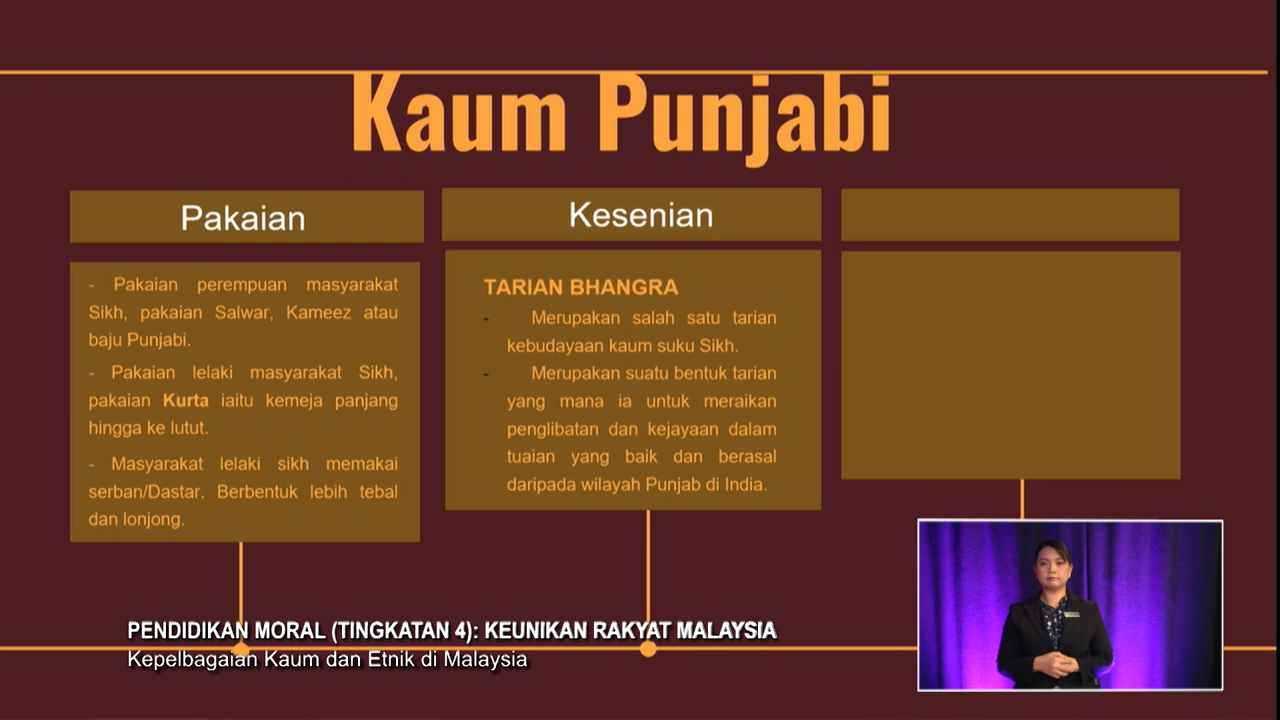 Kaum Punjabi
Pakaian
- Pakaian perempuan masyarakat
Sikh, pakaian Salwar, Kameez atau
baju Punjabi.
- Pakaian lelaki masyarakat Sikh,
pakaian Kurta iaitu kemeja panjang
hingga ke lutut.
- Masyarakat lelaki sikh memakai
serban/Dastar. Berbentuk lebih tebal
dan lonjong.
Kesenian
TARIAN BHANGRA
- Merupakan salah satu tarian
kebudayaan kaum suku Sikh.
- Merupakan suatu bentuk tarian
yang mana ia untuk meraikan
penglibatan dan kejayaan dalam
tuaian yang baik dan berasal
daripada wilayah Punjab di India.
PENDIDIKAN MORAL (TINGKATAN 4): KEUNIKAN RAKYAT MALAYSIA
Kepelbagaian Kaum dan Etnik di Malaysia